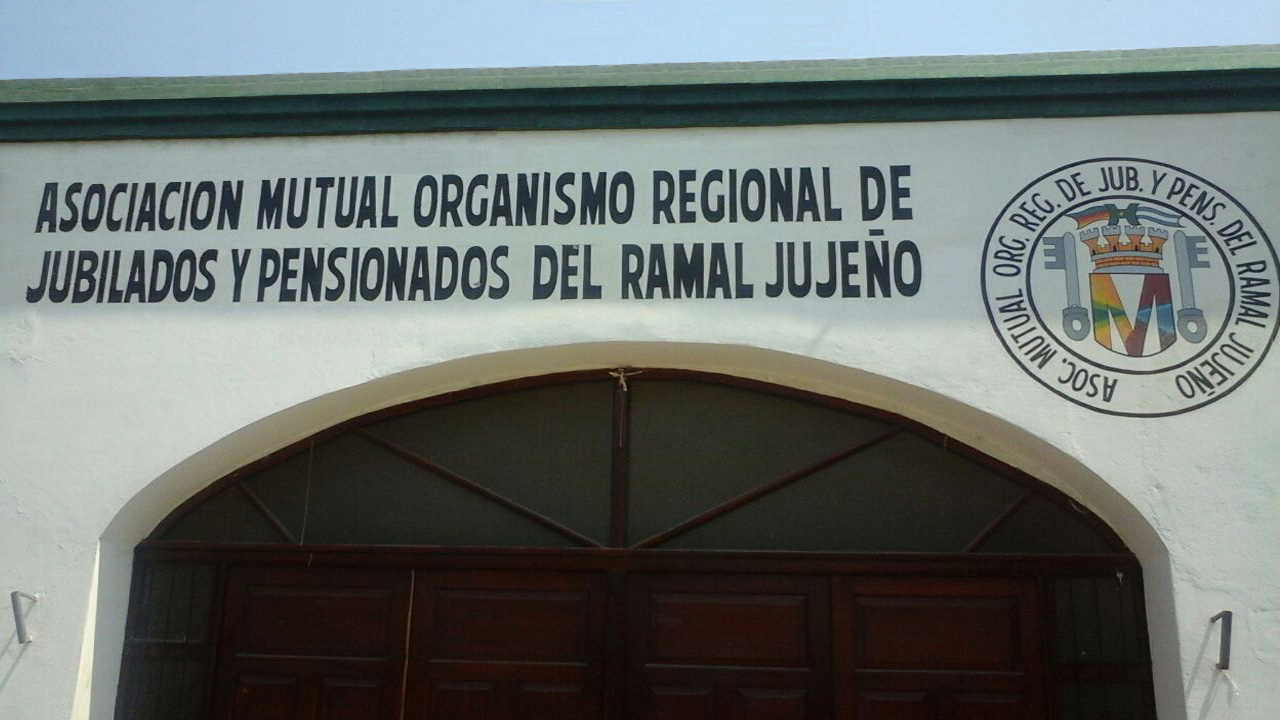 ASOCIACION MUTUAL ORGANISMO REGIONAL DE
JUBILADOS Y PENSIONADOS DEL RAMAL JUJEÑO
ASOC. MUTUAL ORG. REG. DE JUB. Y PENS. DEL RAMAL JUJEÑO
M